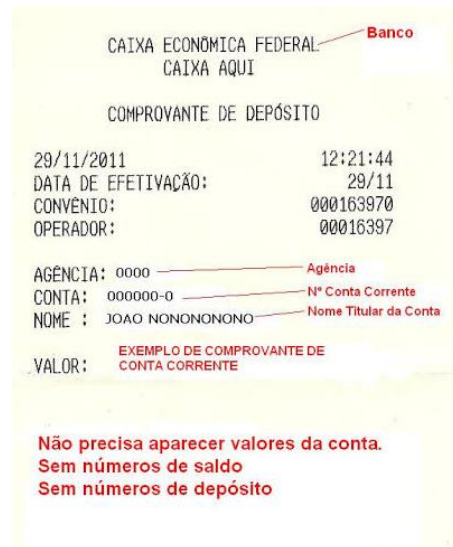 CAIXA ECONÔMICA FEDERAL Banco
CAIXA AQUI
COMPROVANTE DE DEPÓSITO
29/11/2011 12:21:44
DATA DE EFETIVAÇÃO: 29/11
CONVÊNIO: 000163970
OPERADOR: 00016397
AGÊNCIA: 0000 Agência
CONTA: 000000-0 N° Conta Corrente
NOME : JOAO NONONONONO Nome Titular da Conta
VALOR: EXEMPLO DE COMPROVANTE DE
CONTA CORRENTE
Não precisa aparecer valores da conta.
Sem números de saldo
Sem números de depósito